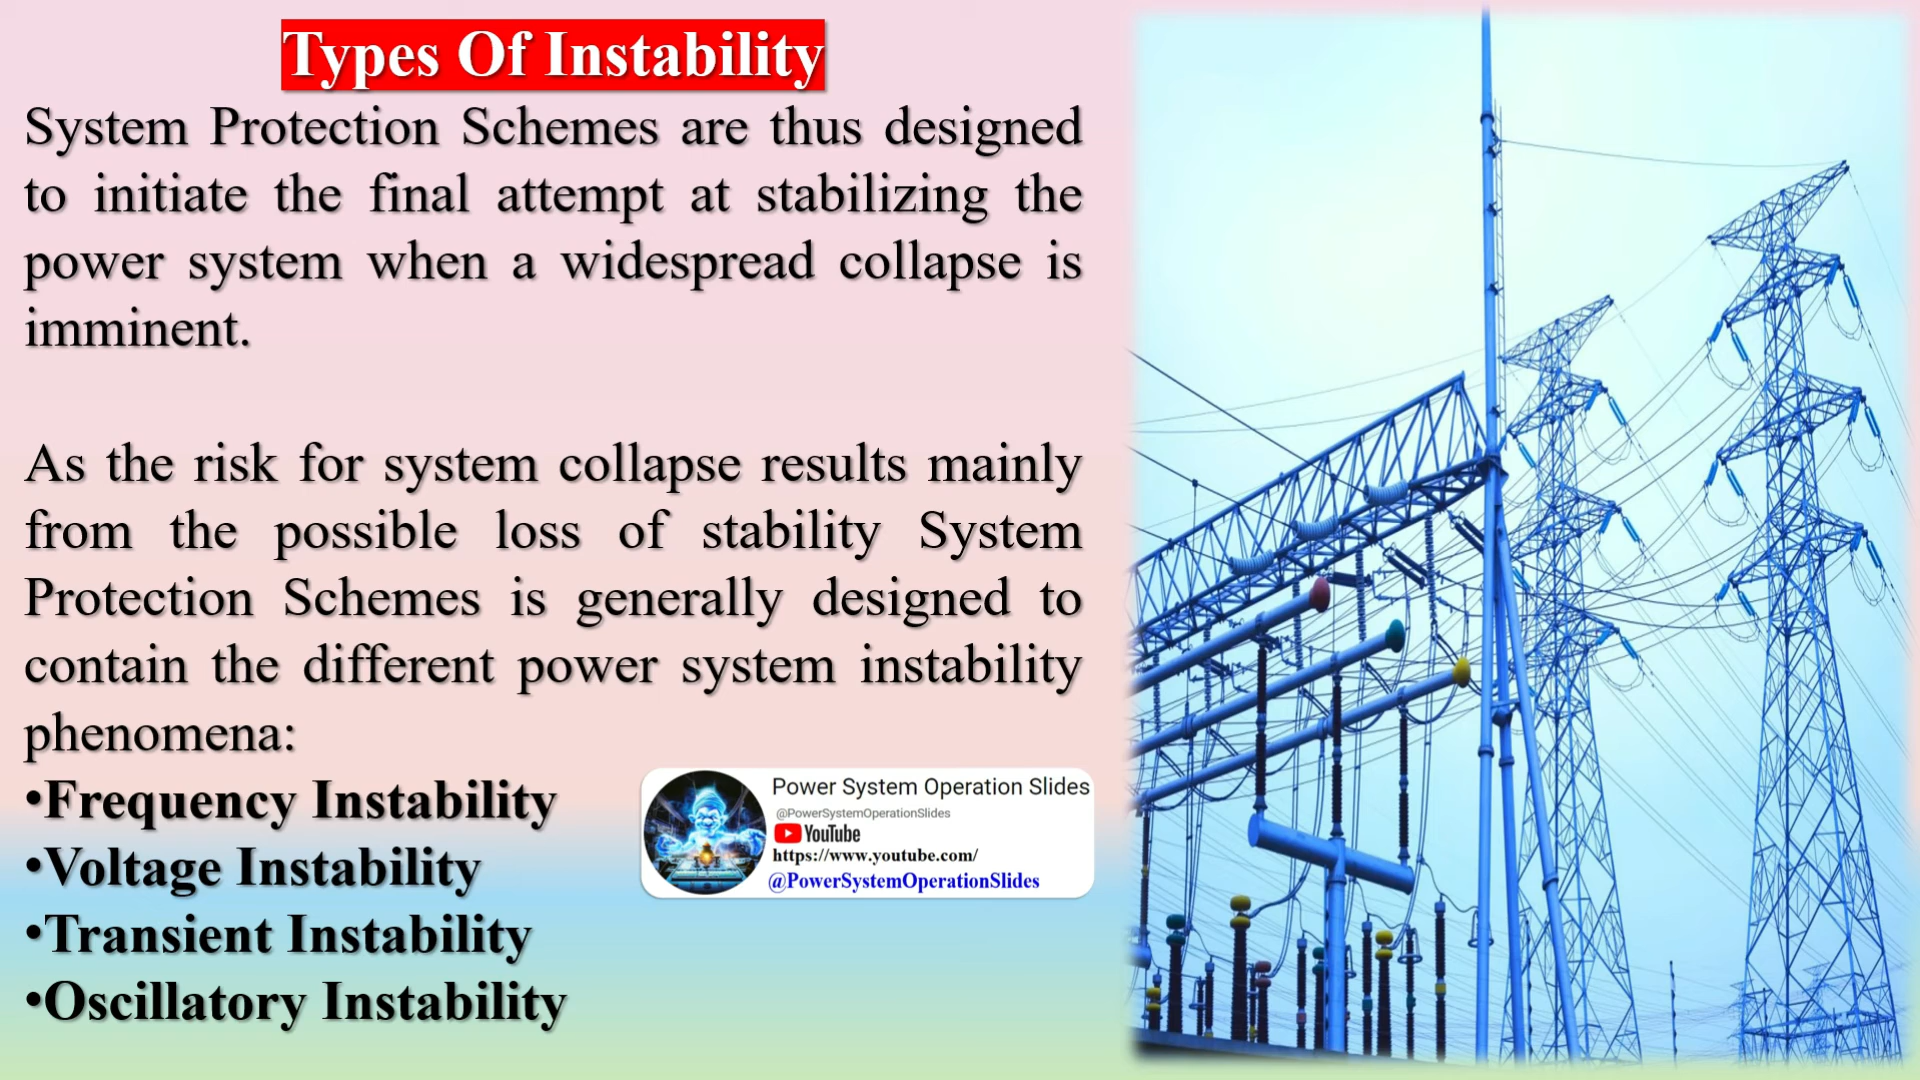 Types Of Instability
System Protection Schemes are thus designed
to initiate the final attempt at stabilizing the
power system when a widespread collapse is
imminent.
As the risk for system collapse results mainly
from the possible loss of stability System
Protection Schemes is generally designed to
contain the different power system instability
phenomena:
•Frequency Instability
•Voltage Instability
•Transient Instability
•Oscillatory Instability
Power System Operation Slides
@PowerSystemOperationSlides
YouTube
https://www.youtube.com/
@PowerSystemOperationSlides